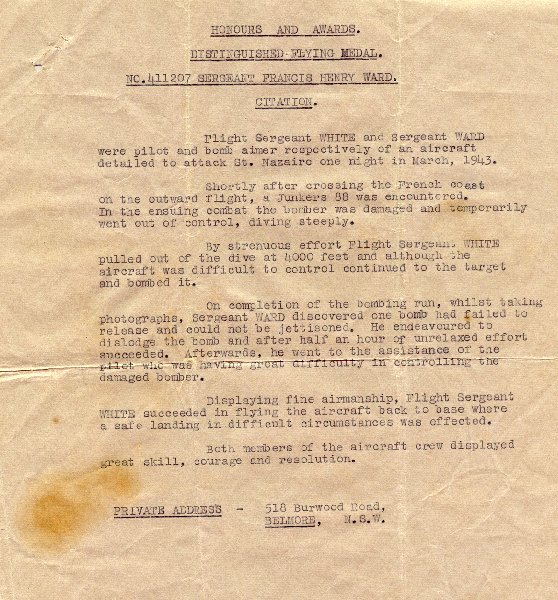 HONOURS AND AWARDS.
DISTINGUISHED FLYING MEDAL.
NO.411207 SERGEANT FRANCIS HENRY WARD.
CITATION.
Flight Sergeant WHITE and Sergeant WARD
were pilot and bomb aimer respectively of an aircraft
detailed to attack St. Nazaire one night in March, 1943.
Shortly after crossing the French coast
on the outward flight, a Junkers 88 was encountered.
In the ensuing combat the bomber was damaged and temporarily
went out of control, diving steeply.
By strenuous effort Flight Sergeant WHITE
pulled out of the dive at 4000 feet and although the
aircraft was difficult to control continued to the target
and bombed it.
On completion of the bombing run, whilst taking
photographs, Sergeant WARD discovered one bomb had failed to
release and could not be jettisoned. He endeavoured to
dislodge the bomb and after half an hour of unrelaxed effort
succeeded. Afterwards, he went to the assistance of the
pilot who was having great difficulty in controlling the
damaged bomber.
Displaying fine airmanship, Flight Sergeant
WHITE succeeded in flying the aircraft back to base where
a safe landing in difficult circumstances was effected.
Both members of the aircraft crew displayed
great skill, courage and resolution.
PRIVATE ADDRESS - 518 Burwood Road,
BELMORE, N.S.W.